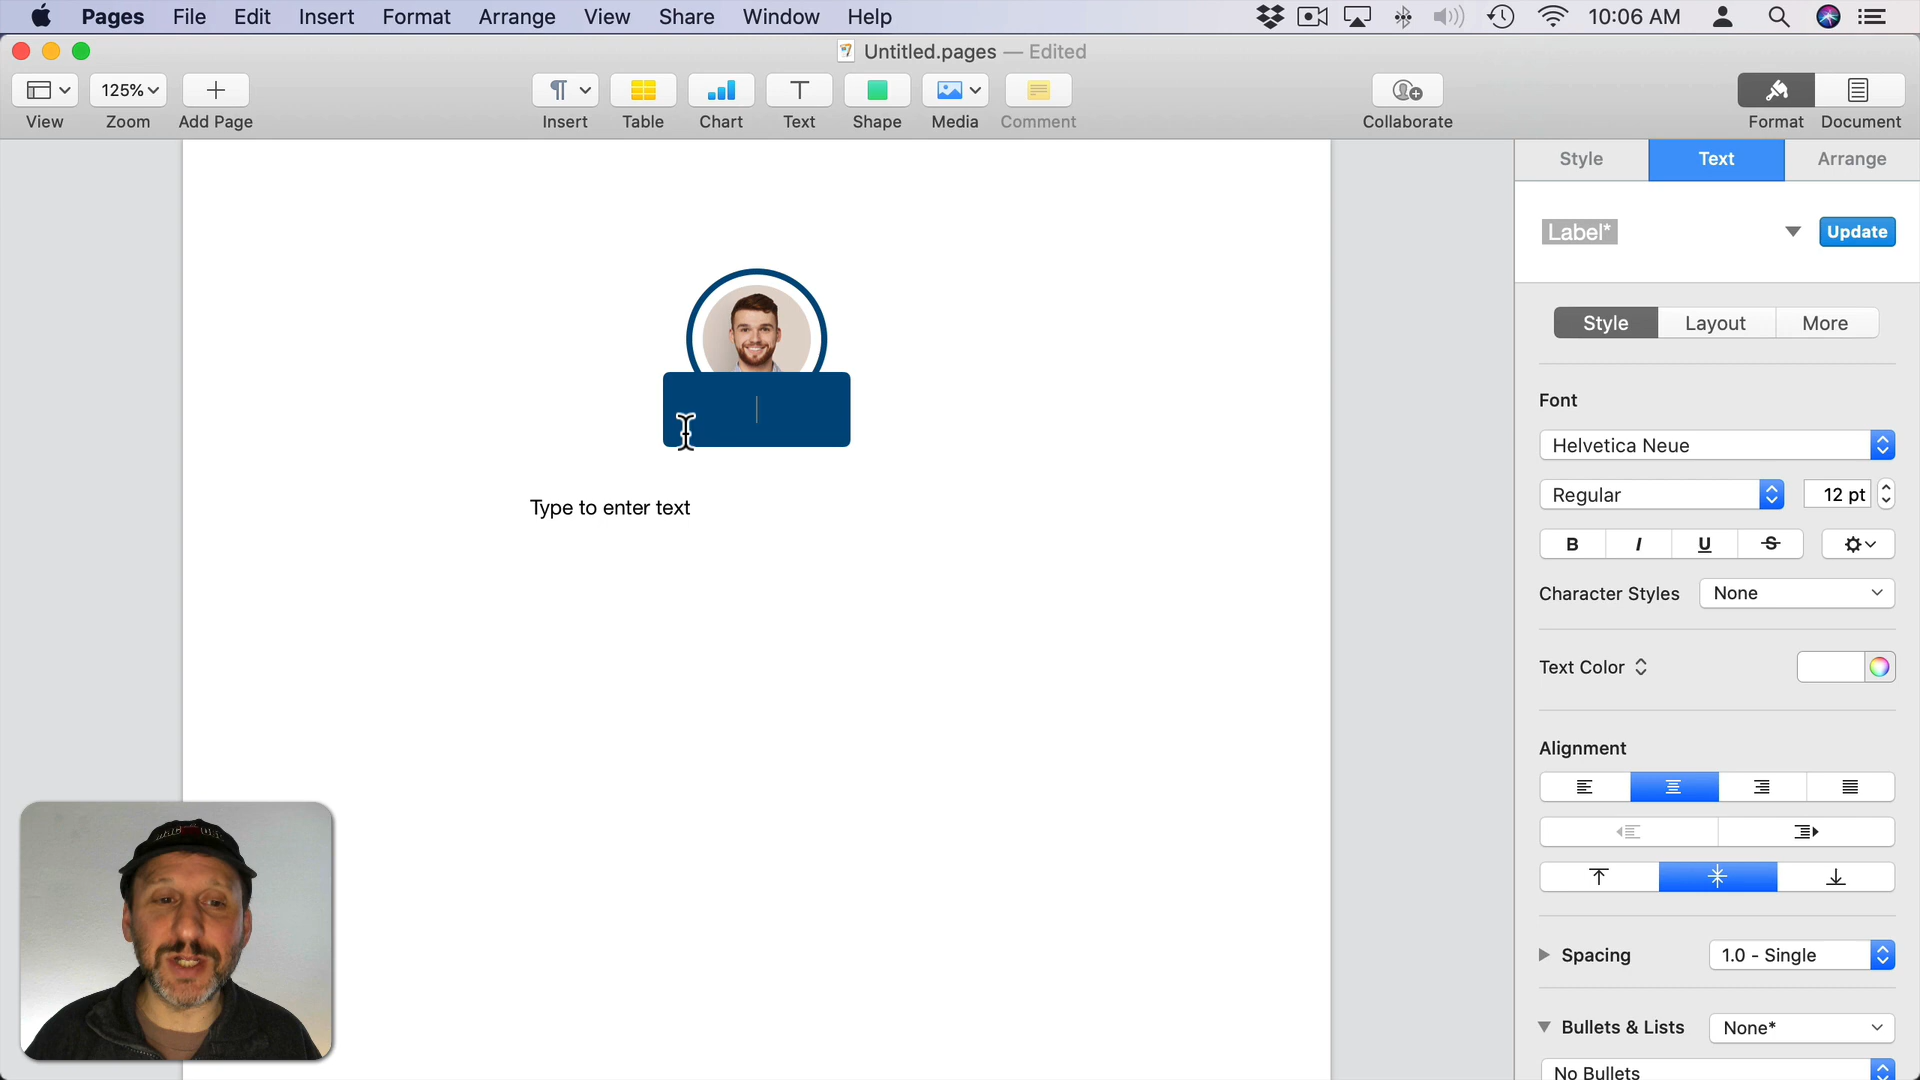 Pages File Edit Insert Format Arrange View Share Window Help 10:06 AM
Untitled.pages — Edited
125%
View Zoom Add Page Insert Table Chart Text Shape Media Comment Collaborate Format Document
Style Text Arrange
Label* Update
Style Layout More
Font
Helvetica Neue
Regular 12 pt
B I U S
Character Styles None
Text Color
Alignment
Spacing 1.0 - Single
Bullets & Lists None*
No Bullets
Type to enter text